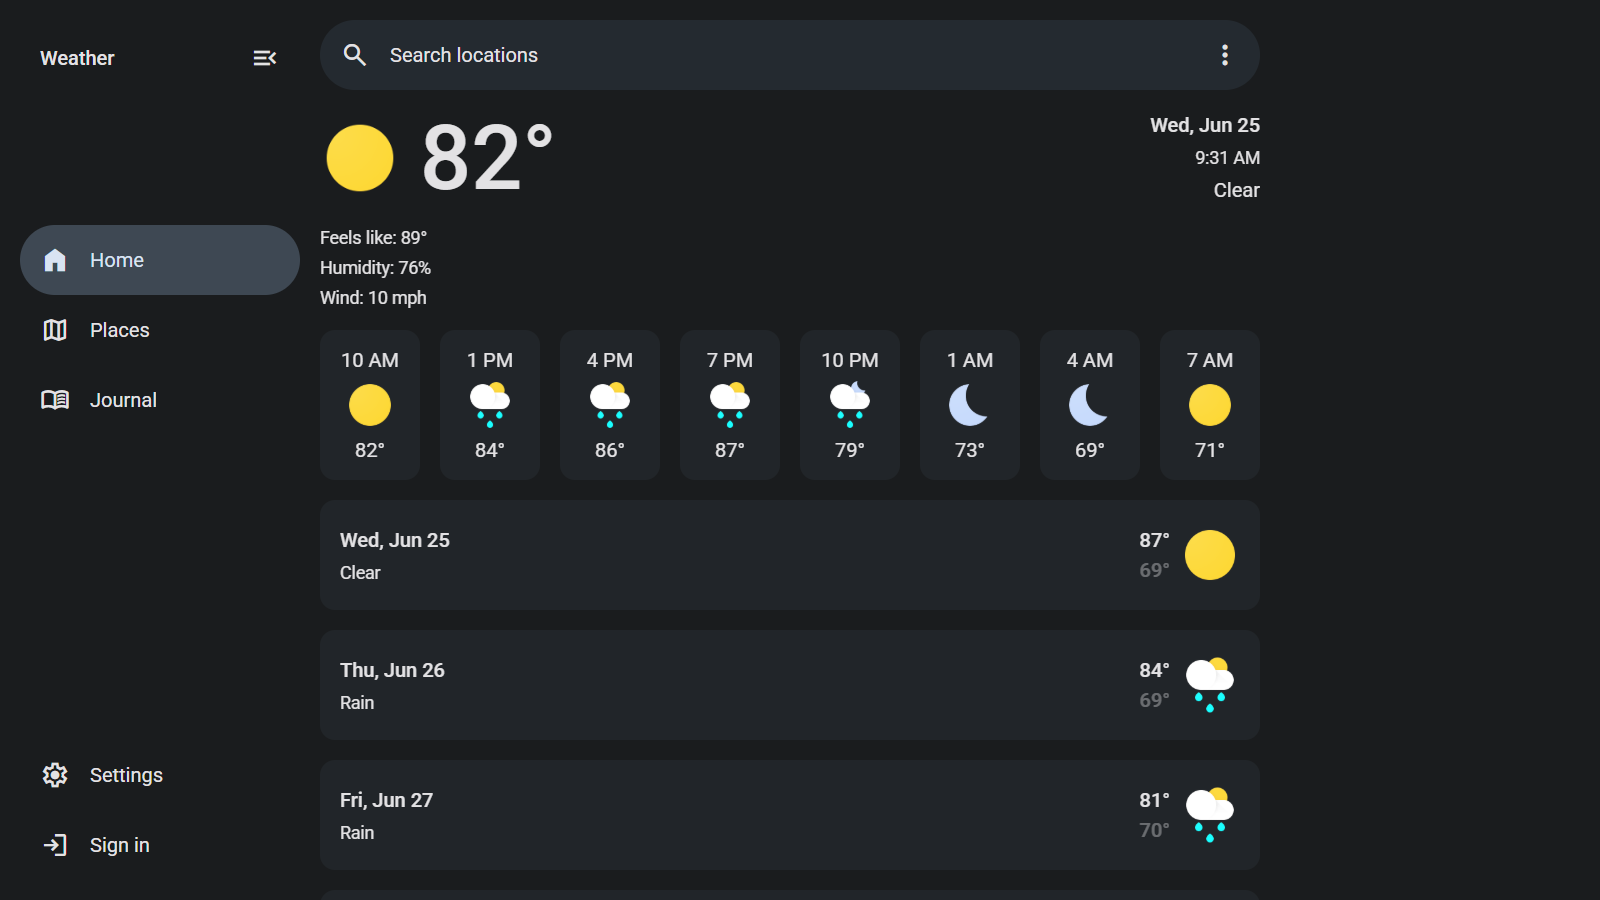 Weather
Search locations
82°
Wed, Jun 25
9:31 AM
Clear
Feels like: 89°
Humidity: 76%
Wind: 10 mph
Home
Places
Journal
10 AM
82°
1 PM
84°
4 PM
86°
7 PM
87°
10 PM
79°
1 AM
73°
4 AM
69°
7 AM
71°
Wed, Jun 25
Clear
87°
69°
Thu, Jun 26
Rain
84°
69°
Fri, Jun 27
Rain
81°
70°
Settings
Sign in